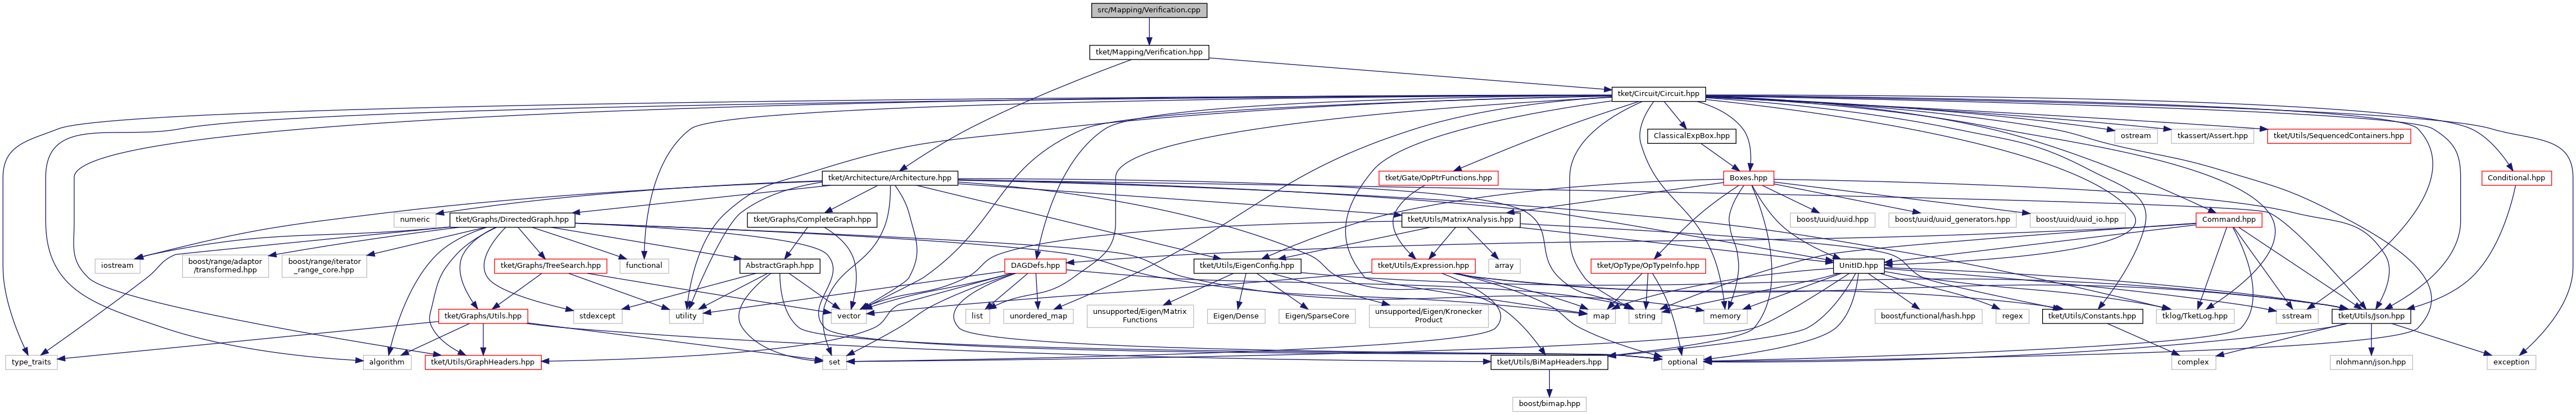 src/Mapping/Verification.cpp
tket/Mapping/Verification.hpp
tket/Circuit/Circuit.hpp
ClassicalExpBox.hpp
ostream
tkassert/Assert.hpp
tket/Utils/SequencedContainers.hpp
tket/Architecture/Architecture.hpp
tket/Gate/OpPtrFunctions.hpp
Boxes.hpp
Conditional.hpp
numeric
tket/Graphs/DirectedGraph.hpp
tket/Graphs/CompleteGraph.hpp
tket/Utils/MatrixAnalysis.hpp
boost/uuid/uuid.hpp
boost/uuid/uuid_generators.hpp
boost/uuid/uuid_io.hpp
Command.hpp
iostream
boost/range/adaptor
/transformed.hpp
boost/range/iterator
_range_core.hpp
tket/Graphs/TreeSearch.hpp
functional
AbstractGraph.hpp
DAGDefs.hpp
tket/Utils/EigenConfig.hpp
tket/Utils/Expression.hpp
array
tket/OpType/OpTypeInfo.hpp
UnitID.hpp
tket/Graphs/Utils.hpp
stdexcept
utility
vector
list
unordered_map
unsupported/Eigen/Matrix
Functions
Eigen/Dense
Eigen/SparseCore
unsupported/Eigen/Kronecker
Product
map
string
memory
boost/functional/hash.hpp
regex
tket/Utils/Constants.hpp
tklog/TketLog.hpp
sstream
tket/Utils/Json.hpp
type_traits
algorithm
tket/Utils/GraphHeaders.hpp
set
tket/Utils/BiMapHeaders.hpp
optional
complex
nlohmann/json.hpp
exception
boost/bimap.hpp